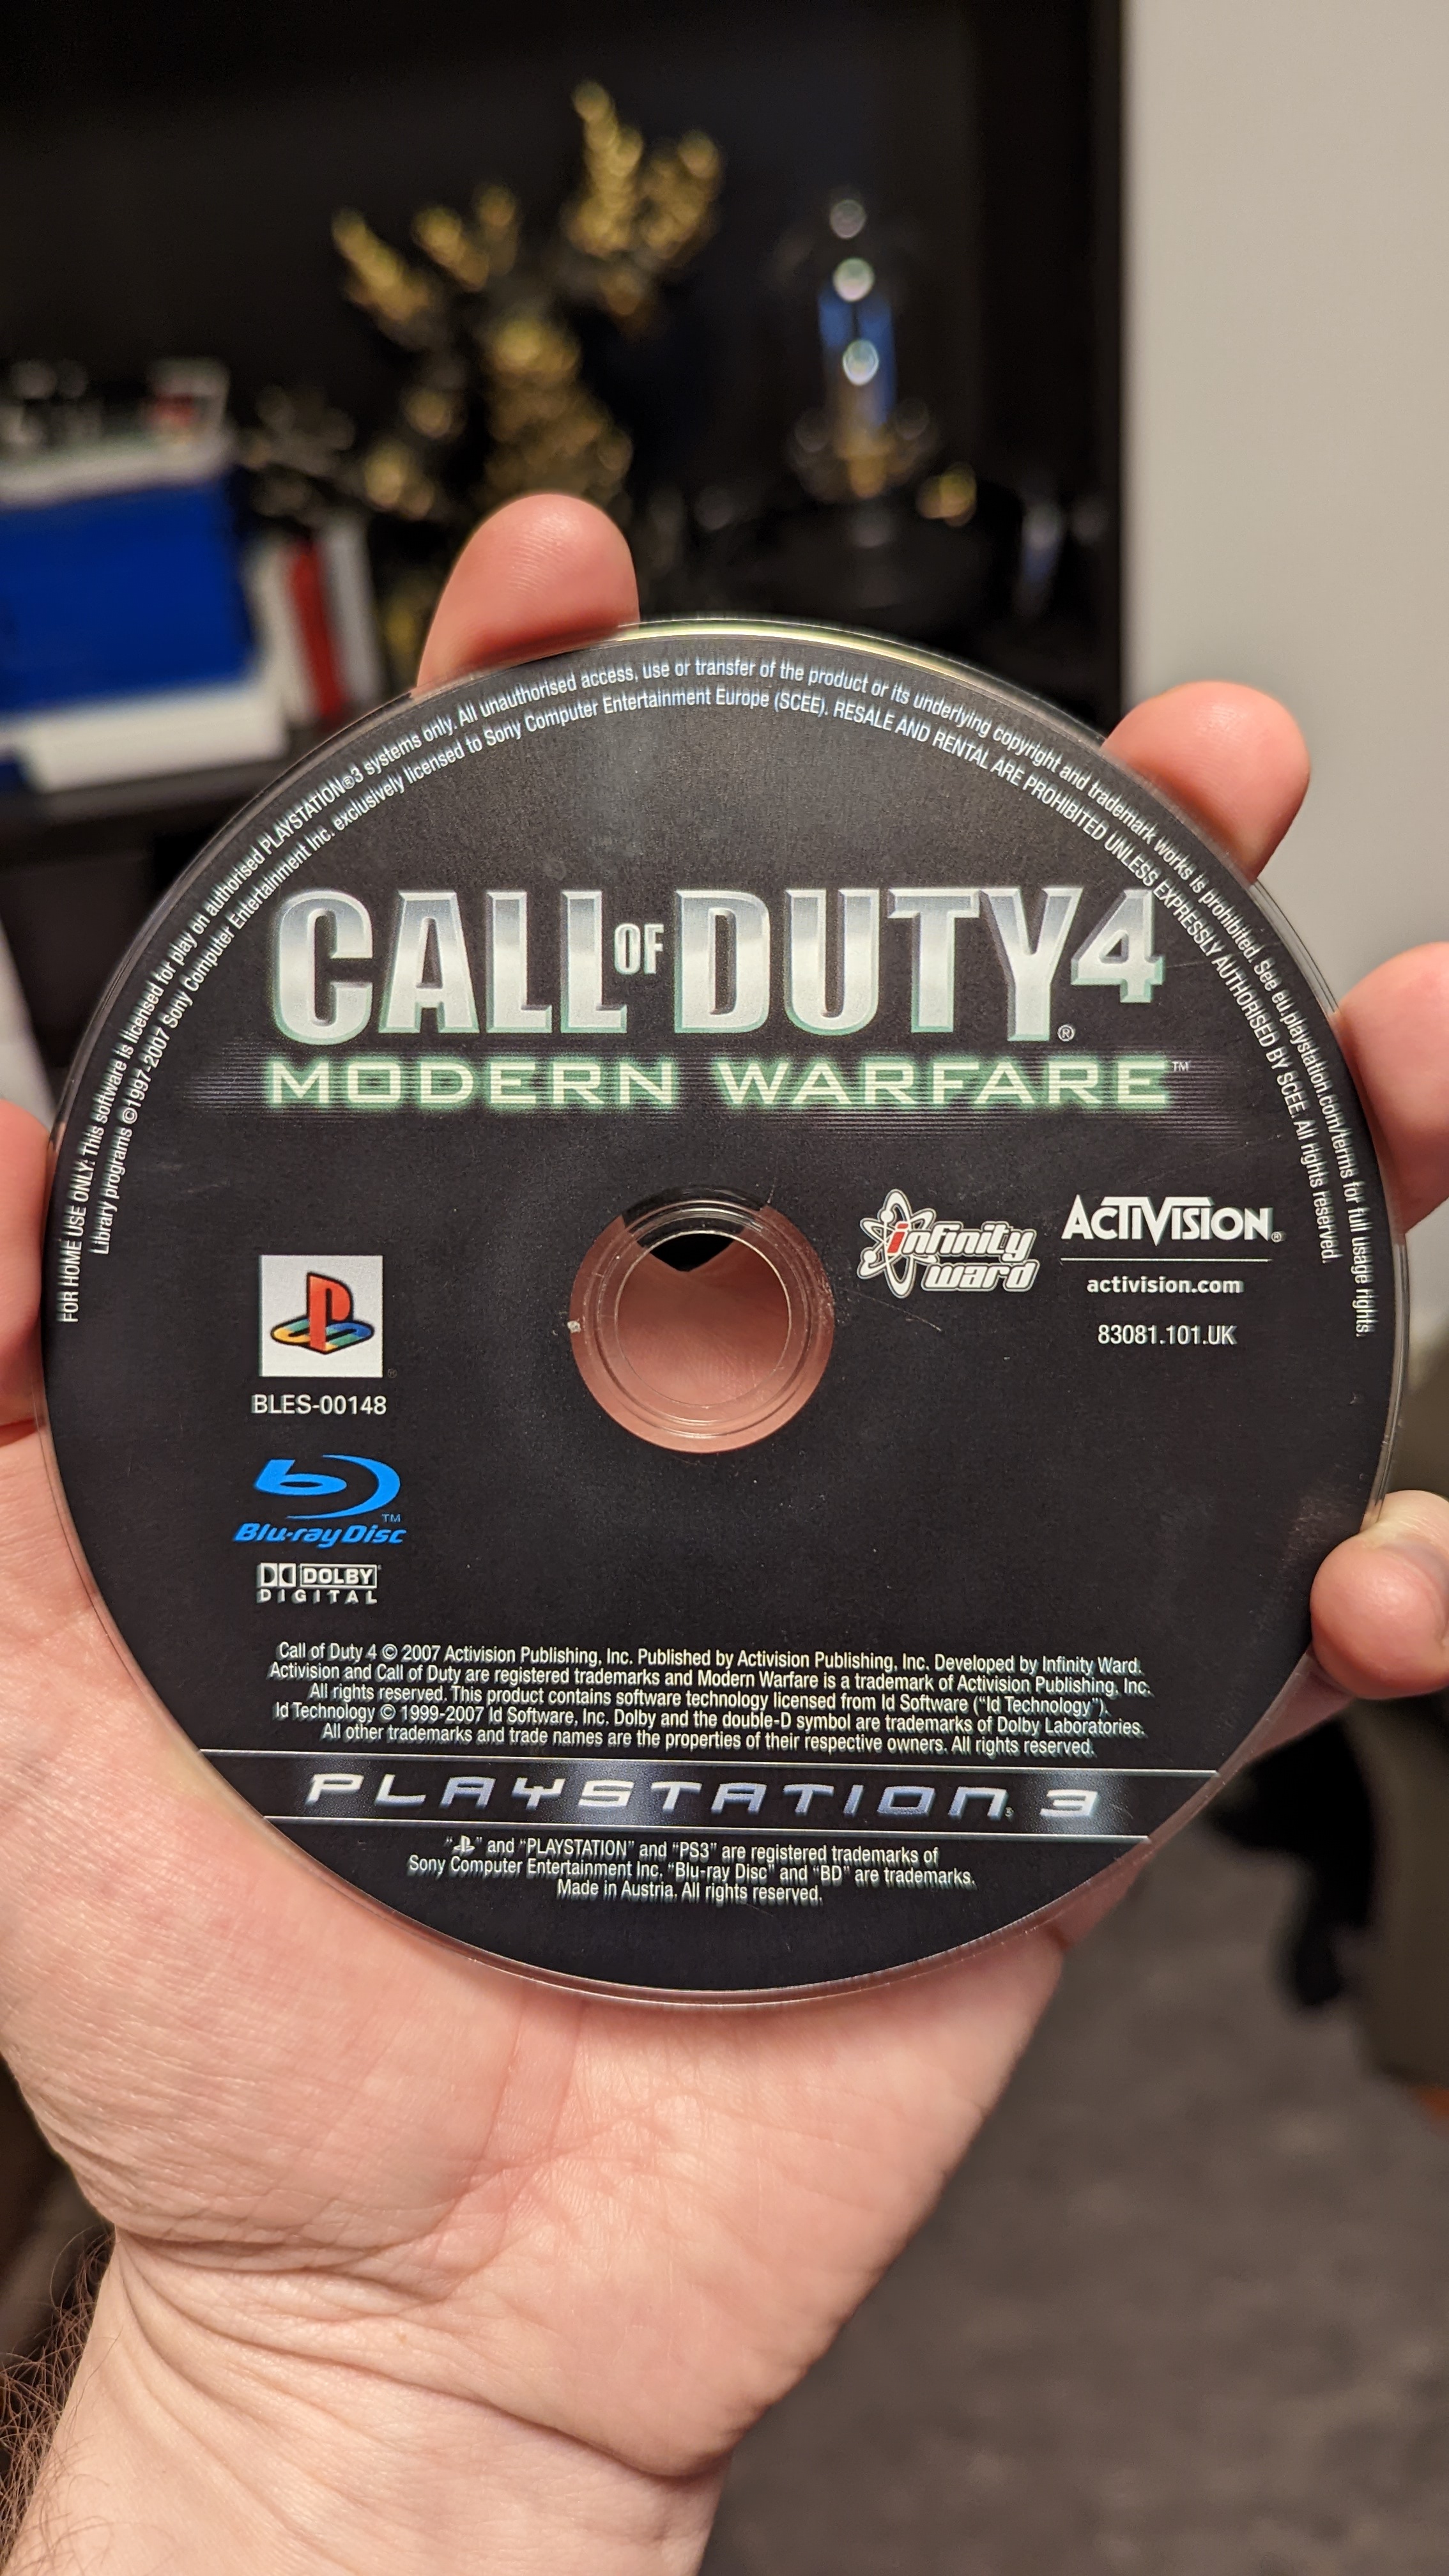 FOR HOME USE ONLY: This software is licensed for play on authorised PLAYSTATION®3 systems only. All unauthorised access, use or transfer of the product or its underlying copyright and trademark works is prohibited. See eu.playstation.com/terms for full usage rights.
Library programs ©1997-2007 Sony Computer Entertainment Inc. exclusively licensed to Sony Computer Entertainment Europe (SCEE). RESALE AND RENTAL ARE PROHIBITED UNLESS EXPRESSLY AUTHORISED BY SCEE. All rights reserved.
CALL OF DUTY®4
MODERN WARFARE™
infinity
ward
ACTIVISION®
activision.com
83081.101.UK
®
BLES-00148
Blu-ray Disc™
DOLBY
DIGITAL
Call of Duty 4 © 2007 Activision Publishing, Inc. Published by Activision Publishing, Inc. Developed by Infinity Ward.
Activision and Call of Duty are registered trademarks and Modern Warfare is a trademark of Activision Publishing, Inc.
All rights reserved. This product contains software technology licensed from Id Software (“Id Technology”).
Id Technology © 1999-2007 Id Software, Inc. Dolby and the double-D symbol are trademarks of Dolby Laboratories.
All other trademarks and trade names are the properties of their respective owners. All rights reserved.
PLAYSTATION®3
“PS” and “PLAYSTATION” and “PS3” are registered trademarks of
Sony Computer Entertainment Inc. “Blu-ray Disc” and “BD” are trademarks.
Made in Austria. All rights reserved.